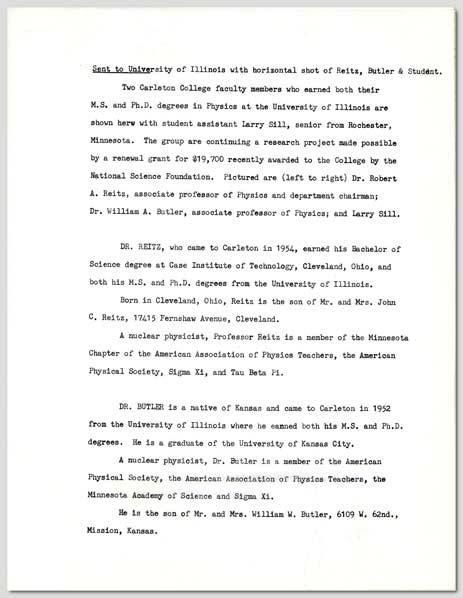 Sent to University of Illinois with horizontal shot of Reitz, Butler & Student.
Two Carleton College faculty members who earned both their
M.S. and Ph.D. degrees in Physics at the University of Illinois are
shown here with student assistant Larry Sill, senior from Rochester,
Minnesota. The group are continuing a research project made possible
by a renewal grant for $19,700 recently awarded to the College by the
National Science Foundation. Pictured are (left to right) Dr. Robert
A. Reitz, associate professor of Physics and department chairman;
Dr. William A. Butler, associate professor of Physics; and Larry Sill.
DR. REITZ, who came to Carleton in 1954, earned his Bachelor of
Science degree at Case Institute of Technology, Cleveland, Ohio, and
both his M.S. and Ph.D. degrees from the University of Illinois.
Born in Cleveland, Ohio, Reitz is the son of Mr. and Mrs. John
C. Reitz, 17415 Fernshaw Avenue, Cleveland.
A nuclear physicist, Professor Reitz is a member of the Minnesota
Chapter of the American Association of Physics Teachers, the American
Physical Society, Sigma Xi, and Tau Beta Pi.
DR. BUTLER is a native of Kansas and came to Carleton in 1952
from the University of Illinois where he earned both his M.S. and Ph.D.
degrees. He is a graduate of the University of Kansas City.
A nuclear physicist, Dr. Butler is a member of the American
Physical Society, the American Association of Physics Teachers, the
Minnesota Academy of Science and Sigma Xi.
He is the son of Mr. and Mrs. William W. Butler, 6109 W. 62nd.,
Mission, Kansas.